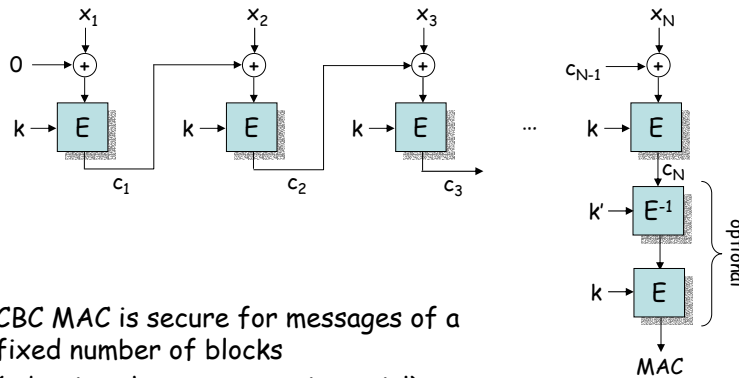 x1 x2 x3 xN
0 + + + cN-1 +
k E k E k E ... k E
c1 c2 c3 cN
k' E-1
optional
k E
MAC
CBC MAC is secure for messages of a
fixed number of blocks